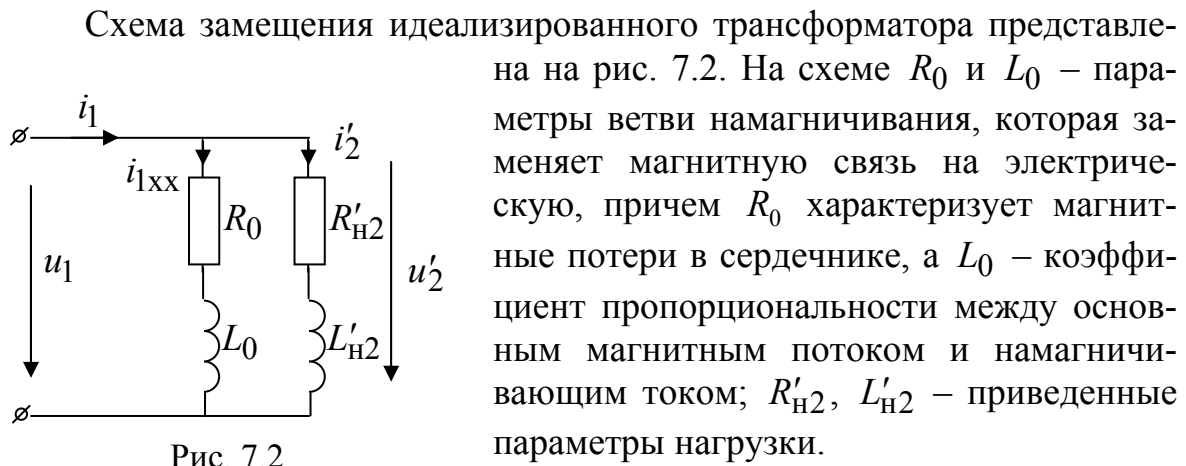 Схема замещения идеализированного трансформатора представле-
на на рис. 7.2. На схеме R₀ и L₀ – пара-
метры ветви намагничивания, которая за-
меняет магнитную связь на электриче-
скую, причем R₀ характеризует магнит-
ные потери в сердечнике, а L₀ – коэффи-
циент пропорциональности между основ-
ным магнитным потоком и намагничи-
вающим током; R′н2, L′н2 – приведенные
параметры нагрузки.
i₁
i′₂
i₁хх
R₀
R′н2
u₁
u′₂
L₀
L′н2
Рис. 7.2